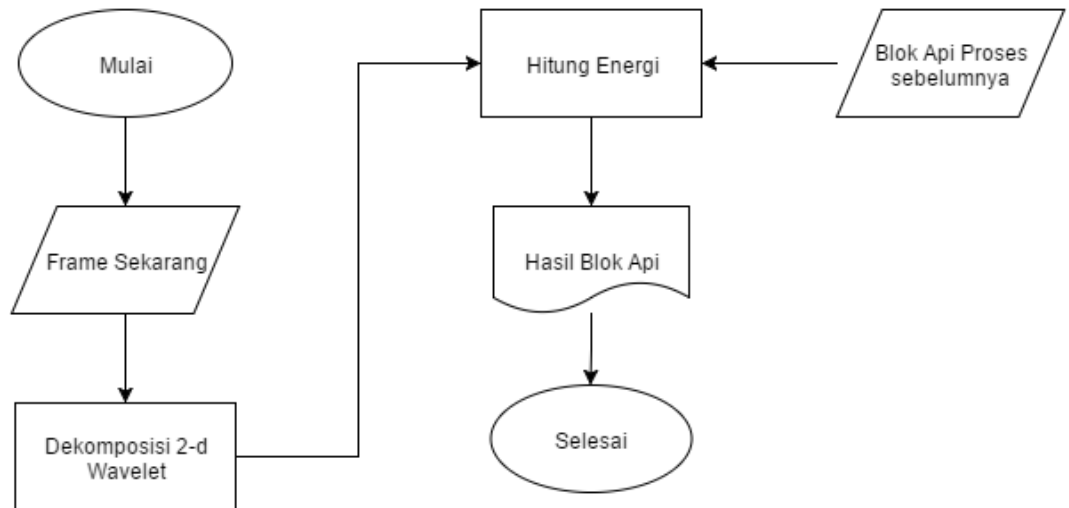 Mulai
Frame Sekarang
Dekomposisi 2-d
Wavelet
Hitung Energi
Blok Api Proses
sebelumnya
Hasil Blok Api
Selesai